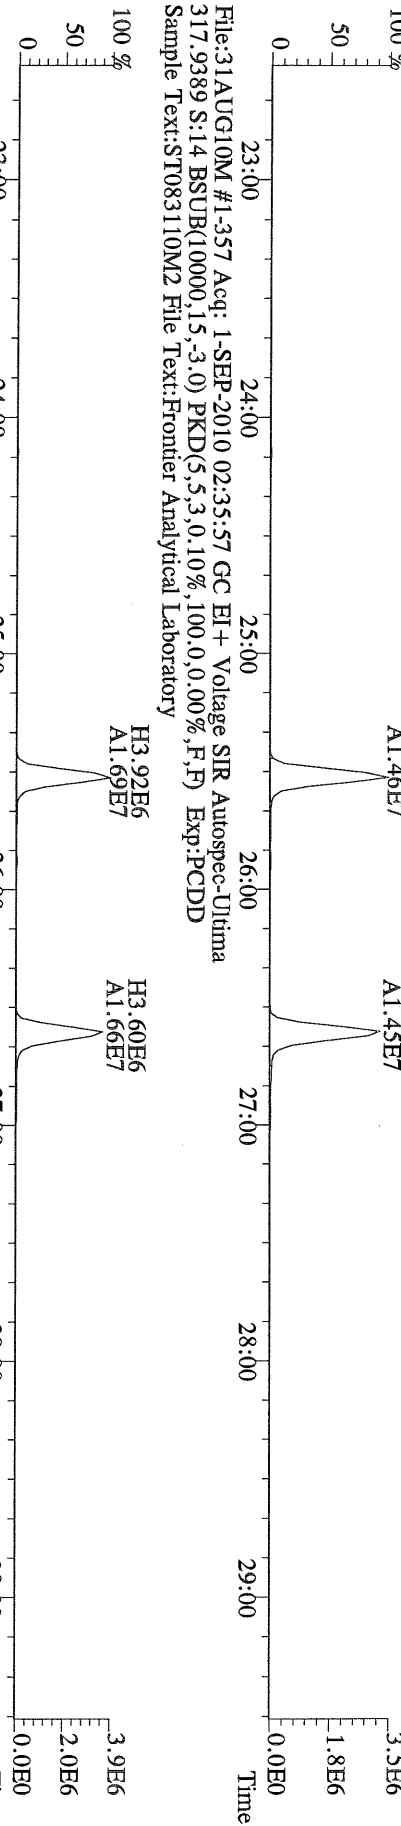 100 %
A1.46E7
A1.45E7
3.5E6
50
1.8E6
0
0.0E0
23:00 24:00 25:00 26:00 27:00 28:00 29:00 Time
File:31AUG10M #1-357 Acq: 1-SEP-2010 02:35:57 GC EI+ Voltage SIR Autospec-Ultima
317.9389 S:14 BSUB(10000,15,-3.0) PKD(5,5,3,0.10%,100.0,0.00%,F,F) Exp:PCDD
Sample Text:ST083110M2 File Text:Frontier Analytical Laboratory
100 %
H3.92E6
A1.69E7
H3.60E6
A1.66E7
3.9E6
50
2.0E6
0
0.0E0